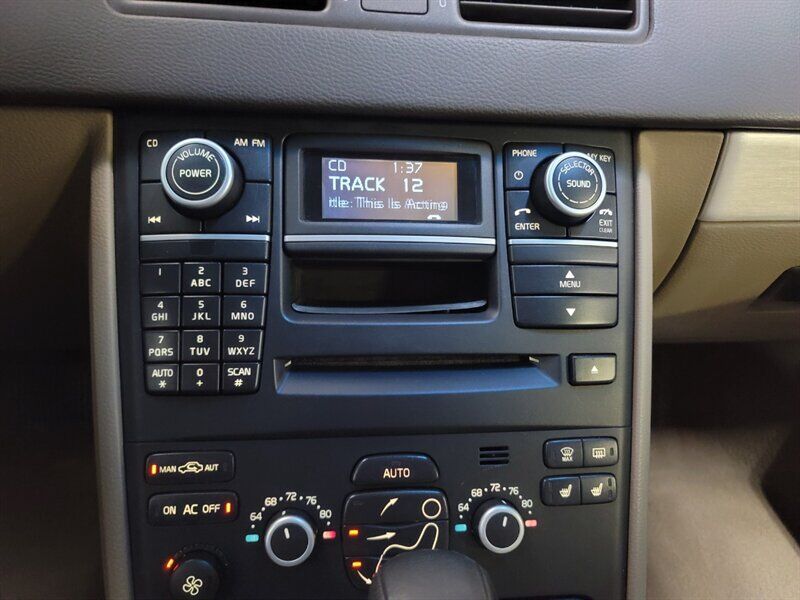 CD
AM FM
VOLUME
POWER
CD 1:37
TRACK 12
This Is Acting
PHONE
MY KEY
SELECTOR
SOUND
ENTER
EXIT
CLEAR
MENU
1
2 ABC
3 DEF
4 GHI
5 JKL
6 MNO
7 PQRS
8 TUV
9 WXYZ
AUTO *
0 +
SCAN #
MAN AUT
ON AC OFF
AUTO
MAX
64 68 72 76 80
64 68 72 76 80